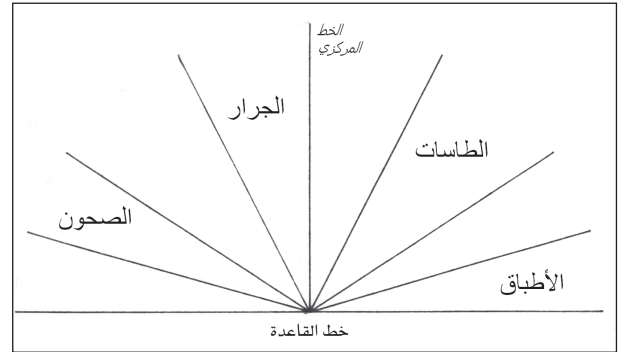 الخط
المركزي
الجرار
الطاسات
الصحون
الأطباق
خط القاعدة